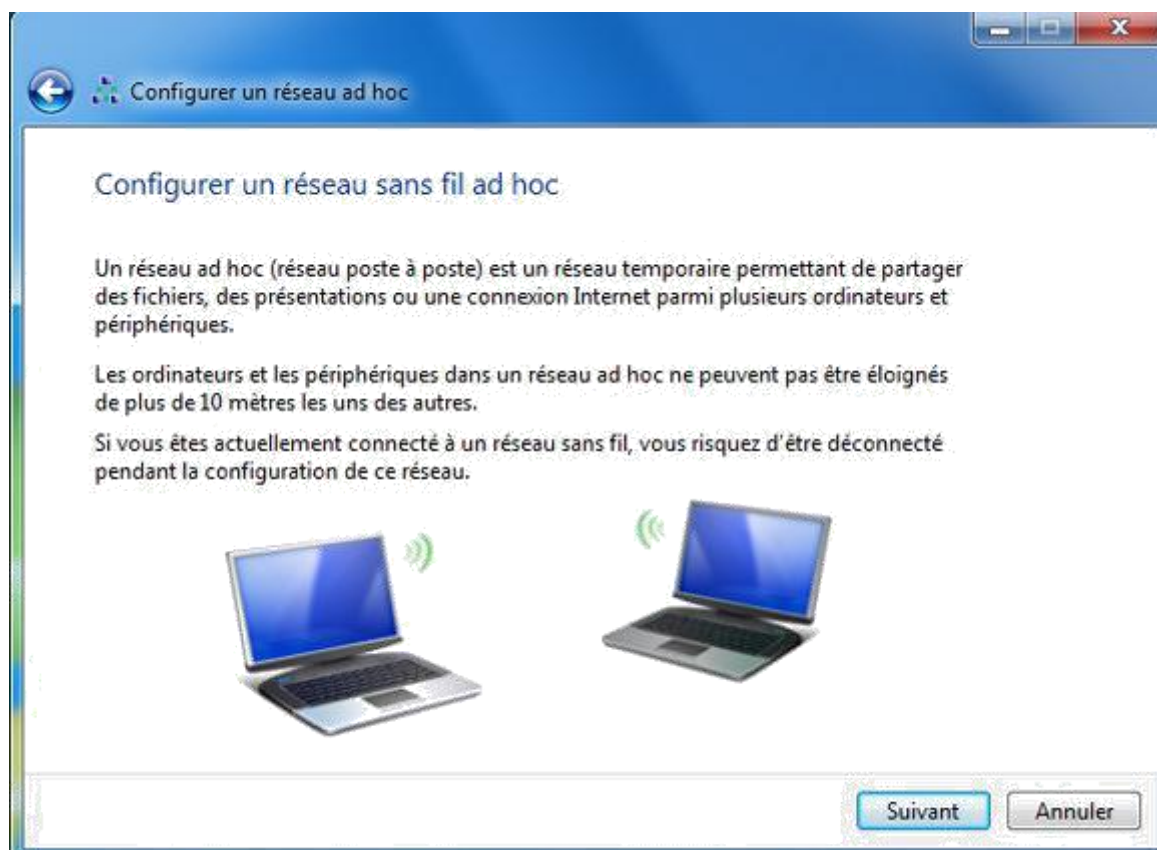 Configurer un réseau ad hoc
Configurer un réseau sans fil ad hoc
Un réseau ad hoc (réseau poste à poste) est un réseau temporaire permettant de partager
des fichiers, des présentations ou une connexion Internet parmi plusieurs ordinateurs et
périphériques.
Les ordinateurs et les périphériques dans un réseau ad hoc ne peuvent pas être éloignés
de plus de 10 mètres les uns des autres.
Si vous êtes actuellement connecté à un réseau sans fil, vous risquez d'être déconnecté
pendant la configuration de ce réseau.
Suivant
Annuler